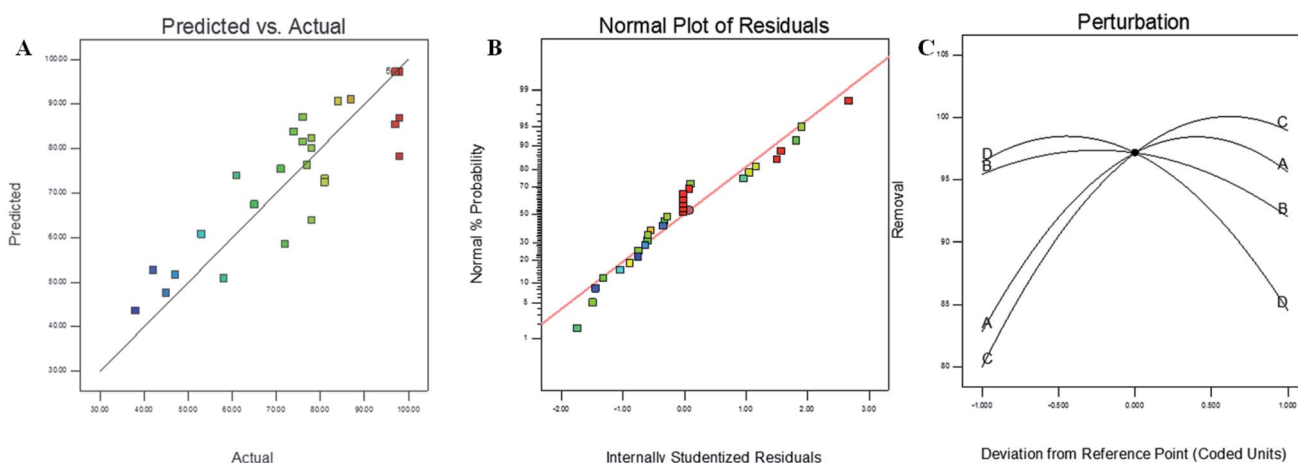 A
Predicted vs. Actual
Predicted
100.00
90.00
80.00
70.00
60.00
50.00
40.00
30.00
30.00 40.00 50.00 60.00 70.00 80.00 90.00 100.00
Actual
B
Normal Plot of Residuals
Normal % Probability
99
95
90
80
70
50
30
20
10
5
1
-2.00 -1.00 0.00 1.00 2.00 3.00
Internally Studentized Residuals
C
Perturbation
Removal
105
100
95
90
85
80
D
B
A
C
C
A
B
D
-1.000 -0.500 0.000 0.500 1.000
Deviation from Reference Point (Coded Units)